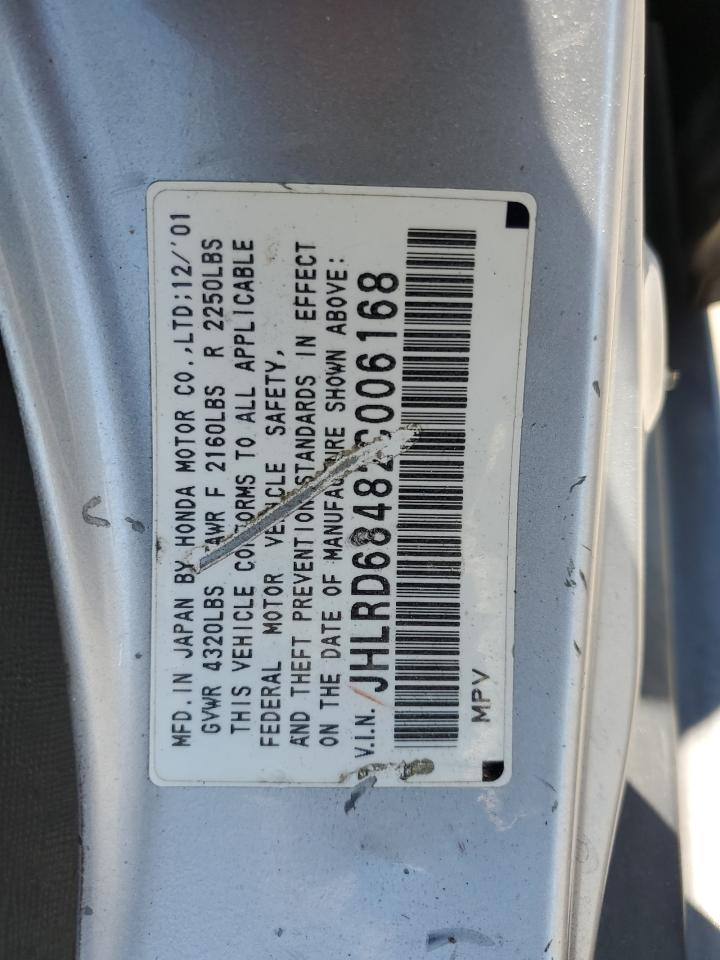 MFD. IN JAPAN BY HONDA MOTOR CO., LTD; 12/'01
GVWR 4320LBS GAWR F 2160LBS R 2250LBS
THIS VEHICLE CONFORMS TO ALL APPLICABLE
FEDERAL MOTOR VEHICLE SAFETY,
AND THEFT PREVENTION STANDARDS IN EFFECT
ON THE DATE OF MANUFACTURE SHOWN ABOVE:
V.I.N. JHLRD68482C006168
MPV